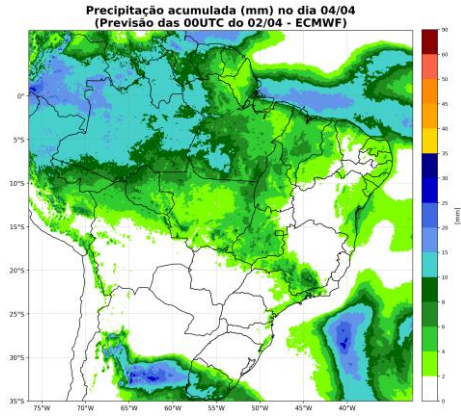 Precipitação acumulada (mm) no dia 04/04
(Previsão das 00UTC do 02/04 - ECMWF)
0°
5°S
10°S
15°S
20°S
25°S
30°S
35°S
75°W
70°W
65°W
60°W
55°W
50°W
45°W
40°W
90
60
50
45
40
35
30
25
20
15
10
8
6
4
2
0
[mm]